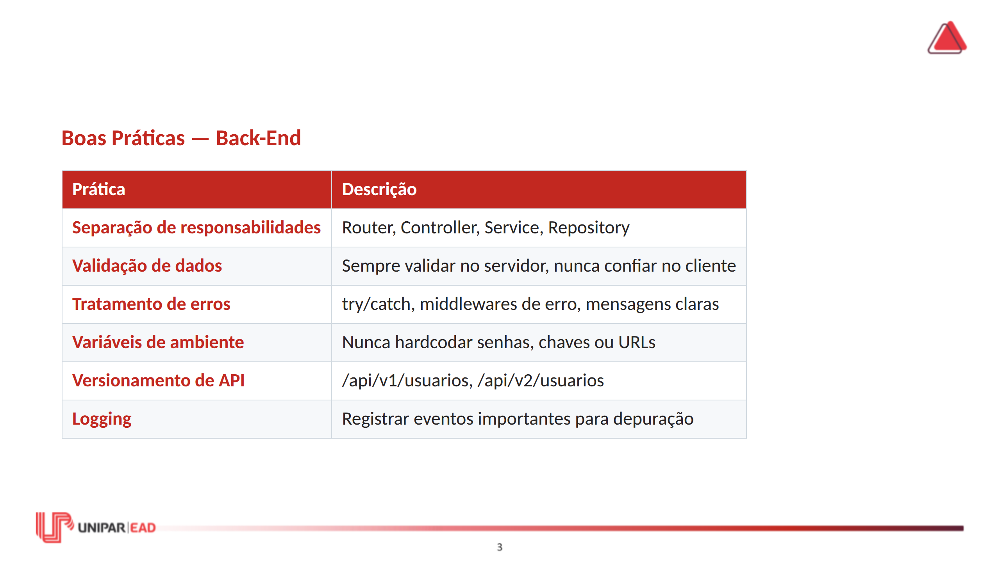 Boas Práticas — Back-End
Prática Descrição
Separação de responsabilidades Router, Controller, Service, Repository
Validação de dados Sempre validar no servidor, nunca confiar no cliente
Tratamento de erros try/catch, middlewares de erro, mensagens claras
Variáveis de ambiente Nunca hardcodar senhas, chaves ou URLs
Versionamento de API /api/v1/usuarios, /api/v2/usuarios
Logging Registrar eventos importantes para depuração
UNIPAR|EAD
3